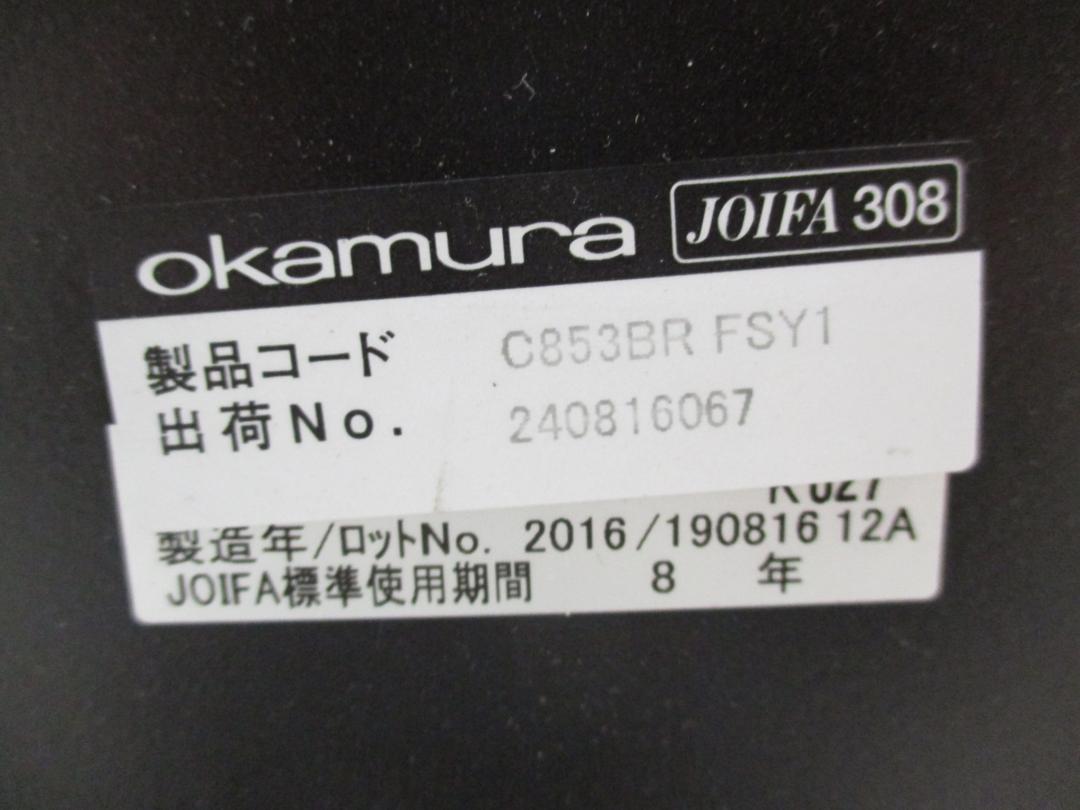 okamura JOIFA 308
製品コード C853BR FSY1
出荷No. 240816067
製造年/ロットNo. 2016/190816 12A
JOIFA標準使用期間 8 年